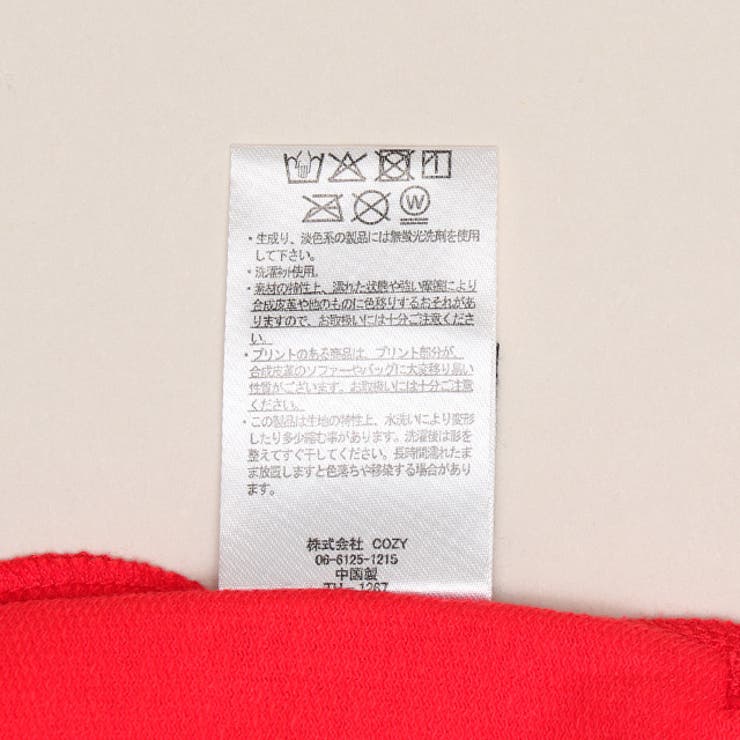 W
・生成り、淡色系の製品には無蛍光洗剤を使用
して下さい。
・洗濯ネット使用。
・素材の特性上、濡れた状態や強い摩擦により
合成皮革や他のものに色移りするおそれがあ
りますので、お取扱いには十分ご注意くださ
い。
・プリントのある商品は、プリント部分が、
合成皮革のソファーやバッグに大変移り易い
性質がございます。お取扱いには十分ご注意
ください。
・この製品は生地の特性上、水洗いにより変形
したり多少縮む事があります。洗濯後は形を
整えてすぐ干してください。長時間濡れたま
ま放置しますと色落ちや移染する場合があり
ます。
株式会社 COZY
06-6125-1215
中国製
TH-1267